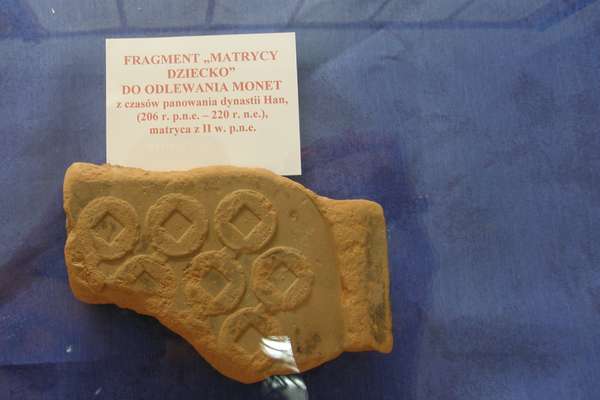 FRAGMENT „MATRYCY
DZIECKO”
DO ODLEWANIA MONET
z czasów panowania dynastii Han,
(206 r. p.n.e. – 220 r. n.e.),
matryca z II w. p.n.e.